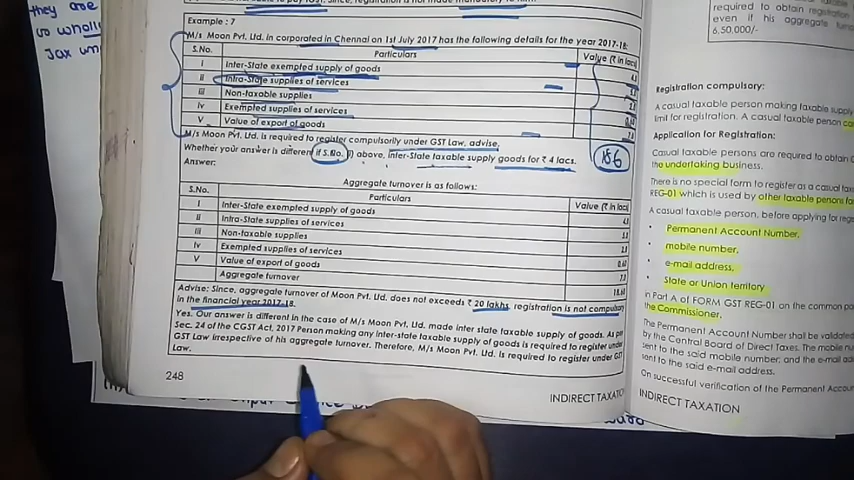 they are
so wholly
Tax un
required to obtain registration
even if his aggregate
6,50,000/-
Example : 7
M/s Moon Pvt. Ltd. in corporated in Chennai on 1st July 2017 has the following details for the year 2017-18:
S.No. Particulars Value (₹ in lacs)
I Inter-State exempted supply of goods
II Intra-State supplies of services
III Non-taxable supplies
IV Exempted supplies of services
V Value of export of goods
M/s Moon Pvt. Ltd. is required to register compulsorily under GST Law, advise,
Whether your answer is different if S.No. (i) above, inter-State taxable supply goods for ₹ 4 lacs.
186
Answer:
Aggregate turnover is as follows:
S.No. Particulars Value (₹ in lacs)
I Inter-State exempted supply of goods
II Intra-State supplies of services
III Non-taxable supplies
IV Exempted supplies of services
V Value of export of goods
Aggregate turnover 18.60
Advise: Since, aggregate turnover of Moon Pvt. Ltd. does not exceeds ₹ 20 lakhs, registration is not compulsory
in the financial year 2017-18.
Yes. Our answer is different in the case of M/s Moon Pvt. Ltd. made inter state taxable supply of goods. As per
Sec. 24 of the CGST Act, 2017 Person making any inter-state taxable supply of goods is required to register under
GST Law irrespective of his aggregate turnover. Therefore, M/s Moon Pvt. Ltd. is required to register under GST
Law.
248
INDIRECT TAXATION
Registration compulsory:
A casual taxable person making taxable supply
limit for registration. A casual taxable person
Application for Registration:
Casual taxable persons are required to obtain
the undertaking business.
There is no special form to register as a casual
REG-01 which is used by other taxable persons for
A casual taxable person, before applying for
• Permanent Account Number,
• mobile number,
• e-mail address,
• State or Union territory
in Part A of FORM GST REG-01 on the common
the Commissioner.
The Permanent Account Number shall be validated
by the Central Board of Direct Taxes. The mobile
sent to the said mobile number, and the e-mail
sent to the said e-mail address.
On successful verification of the Permanent Account
INDIRECT TAXATION